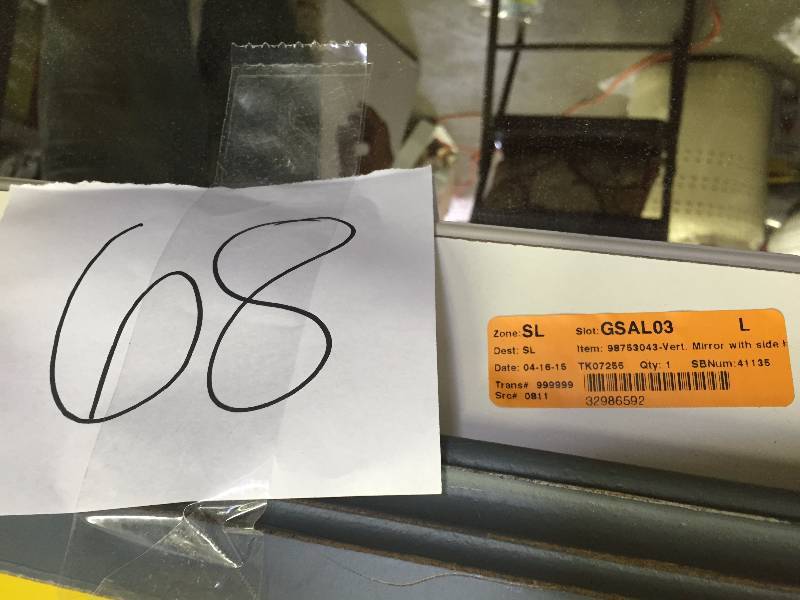 68
Zone: SL Slot: GSAL03 L
Dest: SL Item: 98753043-Vert. Mirror with side
Date: 04-16-15 TK07255 Qty: 1 SBNum: 41135
Trans# 999999
Src# 0811 32986592